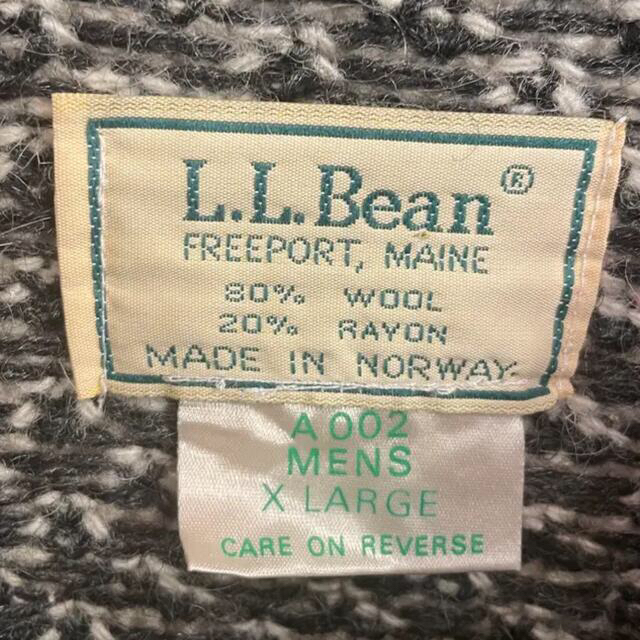 L.L.Bean®
FREEPORT, MAINE
80% WOOL
20% RAYON
MADE IN NORWAY
A 002
MENS
X LARGE
CARE ON REVERSE